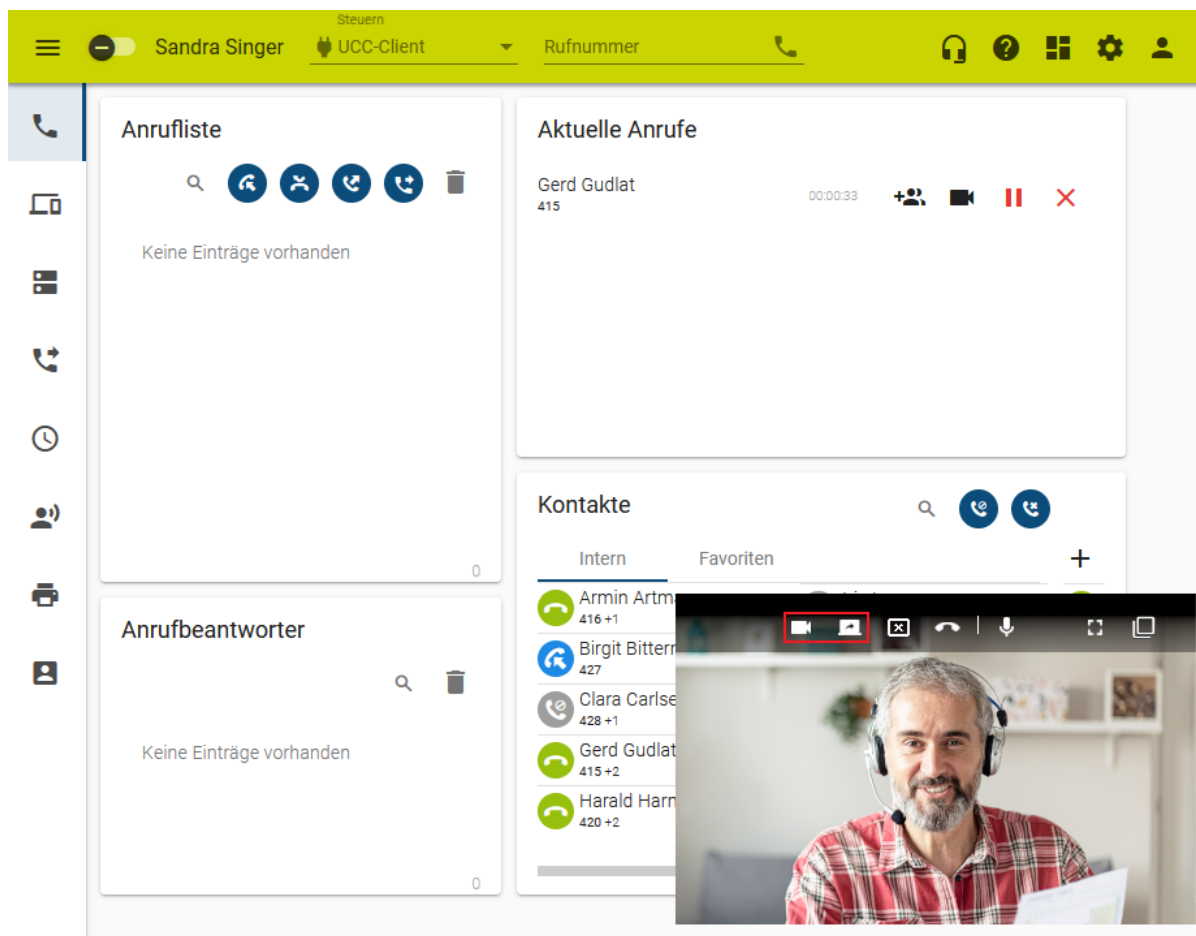 Steuern
Sandra Singer UCC-Client Rufnummer
Anrufliste
Keine Einträge vorhanden
0
Anrufbeantworter
Keine Einträge vorhanden
0
Aktuelle Anrufe
Gerd Gudlat
415
00:00:33
Kontakte
Intern Favoriten
Armin Artm
416 +1
Birgit Bittern
427
Clara Carlse
428 +1
Gerd Gudlat
415 +2
Harald Harn
420 +2